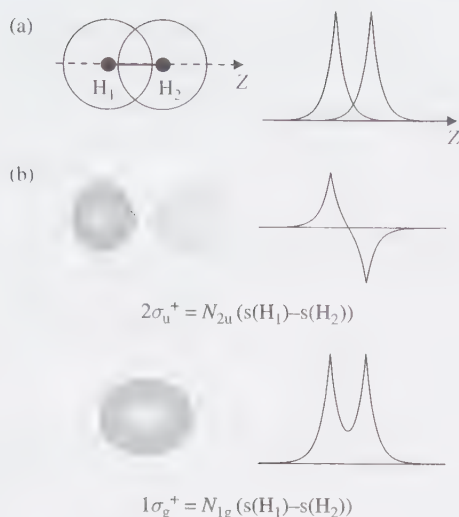 (a)
H₁ H₂ Z
Z
(b)
2σᵤ⁺ = N₂ᵤ (s(H₁)–s(H₂))
1σg⁺ = N₁g (s(H₁)–s(H₂))